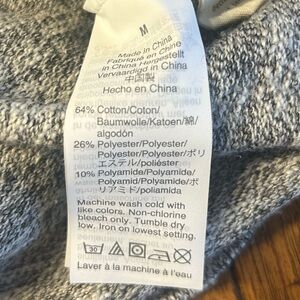 M
Made in China
Fabriqué en Chine
in China Hergestellt
Vervaardigd in China
中国製
Hecho en China
64% Cotton/Coton/
Baumwolle/Katoen/綿/
algodón
26% Polyester/Polyester/
Polyester/Polyester/ポリ
エステル/poliéster
10% Polyamid/Polyamide/
Polyamid/Polyamide/ポ
リアミド/poliamida
Machine wash cold with
like colors. Non-chlorine
bleach only. Tumble dry
low. Iron on lowest setting.
30
Laver à la machine à l'eau